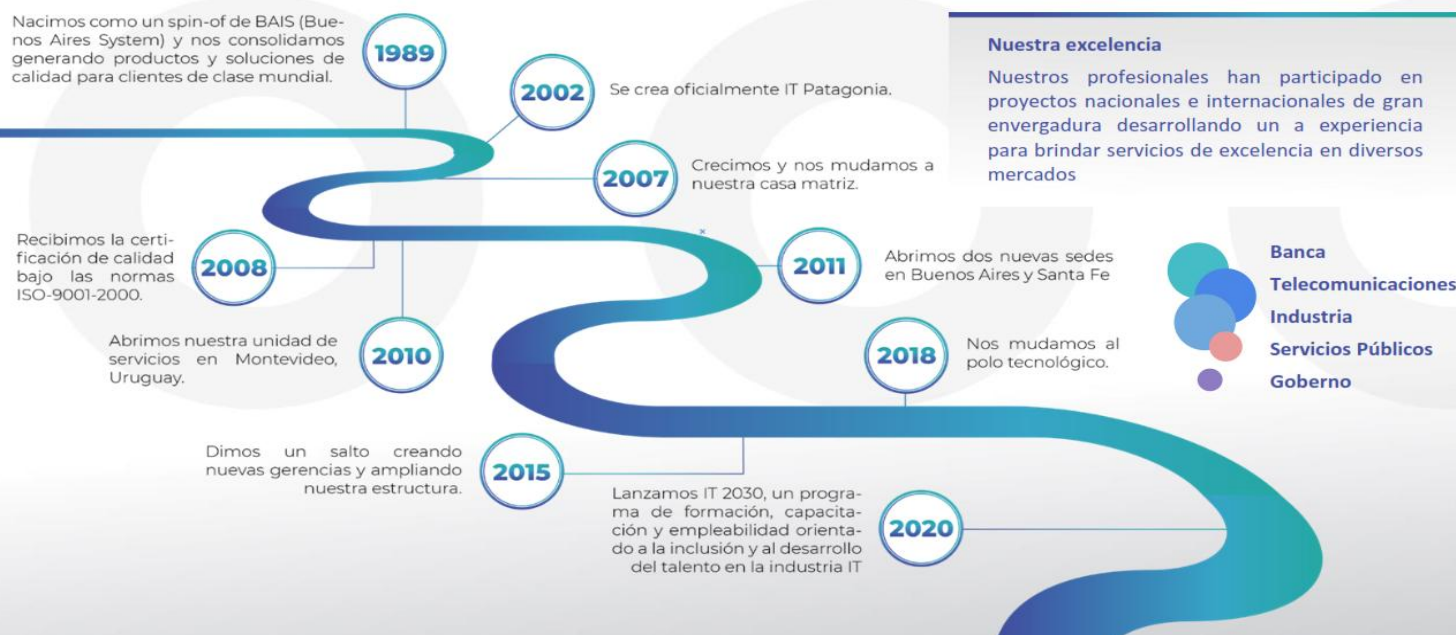 Nacimos como un spin-of de BAIS (Bue-
nos Aires System) y nos consolidamos
generando productos y soluciones de
calidad para clientes de clase mundial.
1989
2002
Se crea oficialmente IT Patagonia.
2007
Crecimos y nos mudamos a
nuestra casa matriz.
Recibimos la certi-
ficación de calidad
bajo las normas
ISO-9001-2000.
2008
Abrimos nuestra unidad de
servicios en Montevideo,
Uruguay.
2010
2011
Abrimos dos nuevas sedes
en Buenos Aires y Santa Fe
2018
Nos mudamos al
polo tecnológico.
Dimos un salto creando
nuevas gerencias y ampliando
nuestra estructura.
2015
Lanzamos IT 2030, un progra-
ma de formación, capacita-
ción y empleabilidad orienta-
do a la inclusión y al desarrollo
del talento en la industria IT
2020
Nuestra excelencia
Nuestros profesionales han participado en
proyectos nacionales e internacionales de gran
envergadura desarrollando un a experiencia
para brindar servicios de excelencia en diversos
mercados
Banca
Telecomunicaciones
Industria
Servicios Públicos
Goberno